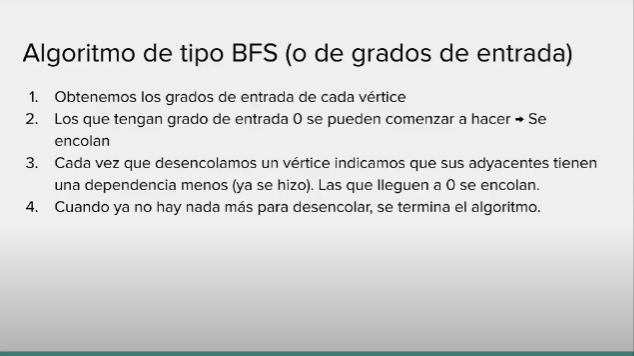 Algoritmo de tipo BFS (o de grados de entrada)
1. Obtenemos los grados de entrada de cada vértice
2. Los que tengan grado de entrada 0 se pueden comenzar a hacer → Se
encolan
3. Cada vez que desencolamos un vértice indicamos que sus adyacentes tienen
una dependencia menos (ya se hizo). Las que lleguen a 0 se encolan.
4. Cuando ya no hay nada más para desencolar, se termina el algoritmo.